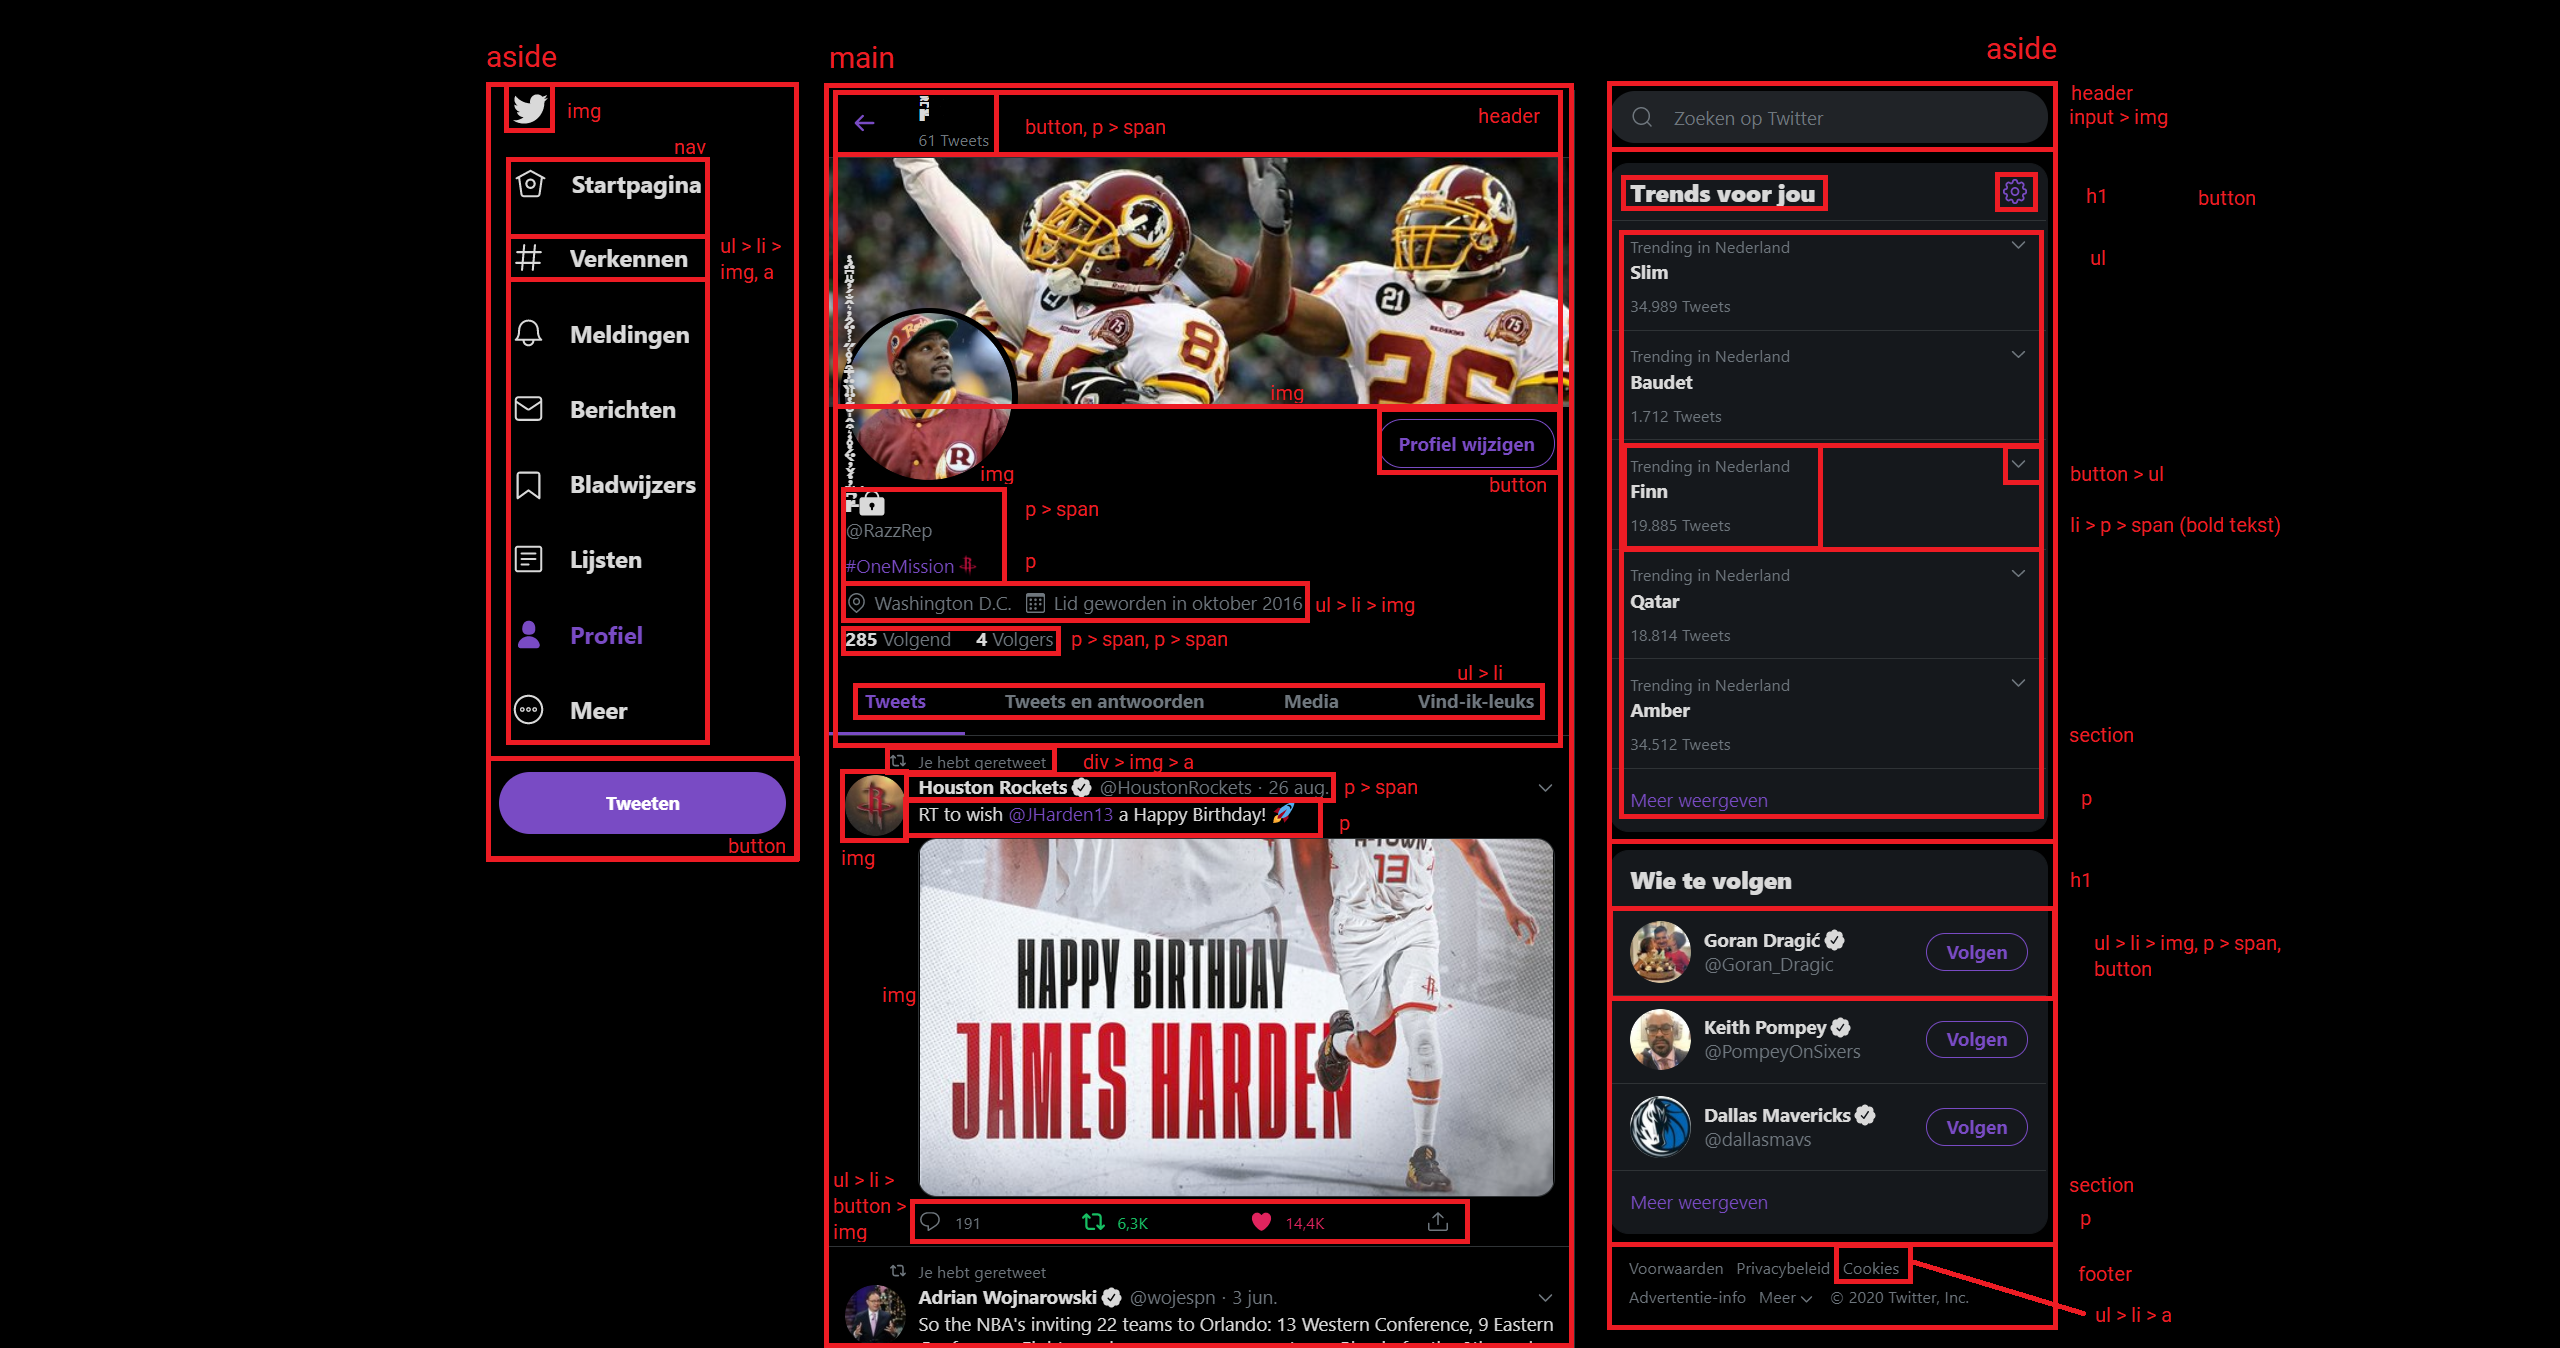 aside
img
nav
Startpagina
Verkennen
ul > li >
img, a
Meldingen
Berichten
Bladwijzers
Lijsten
Profiel
Meer
Tweeten
button
main
61 Tweets
button, p > span
header
21
75
21
REDSKINS
75
img
R
img
Profiel wijzigen
button
@RazzRep
p > span
#OneMission
p
Washington D.C. Lid geworden in oktober 2016
ul > li > img
285 Volgend 4 Volgers
p > span, p > span
ul > li
Tweets Tweets en antwoorden Media Vind-ik-leuks
Je hebt geretweet
div > img > a
Houston Rockets @HoustonRockets · 26 aug.
p > span
RT to wish @JHarden13 a Happy Birthday! 🚀
p
img
13
HAPPY BIRTHDAY
JAMES HARDEN
img
ul > li >
button >
img
191 6,3K 14,4K
Je hebt geretweet
Adrian Wojnarowski @wojespn · 3 jun.
So the NBA's inviting 22 teams to Orlando: 13 Western Conference, 9 Eastern
aside
Zoeken op Twitter
header
input > img
Trends voor jou
h1
button
Trending in Nederland
Slim
34.989 Tweets
ul
Trending in Nederland
Baudet
1.712 Tweets
Trending in Nederland
Finn
19.885 Tweets
button > ul
li > p > span (bold tekst)
Trending in Nederland
Qatar
18.814 Tweets
Trending in Nederland
Amber
34.512 Tweets
section
Meer weergeven
p
Wie te volgen
h1
Goran Dragić
@Goran_Dragic
Volgen
ul > li > img, p > span,
button
Keith Pompey
@PompeyOnSixers
Volgen
Dallas Mavericks
@dallasmavs
Volgen
section
Meer weergeven
p
Voorwaarden Privacybeleid Cookies
footer
Advertentie-info Meer © 2020 Twitter, Inc.
ul > li > a